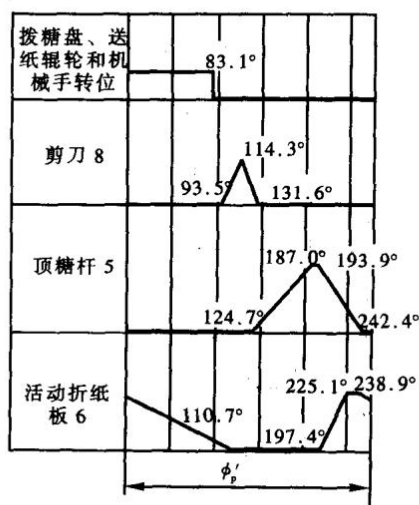 拨糖盘、送
纸辊轮和机
械手转位
83.1°
剪刀 8
114.3°
93.5°
131.6°
顶糖杆 5
187.0°
193.9°
124.7°
242.4°
活动折纸
板 6
225.1°
238.9°
110.7°
197.4°
ϕ′p